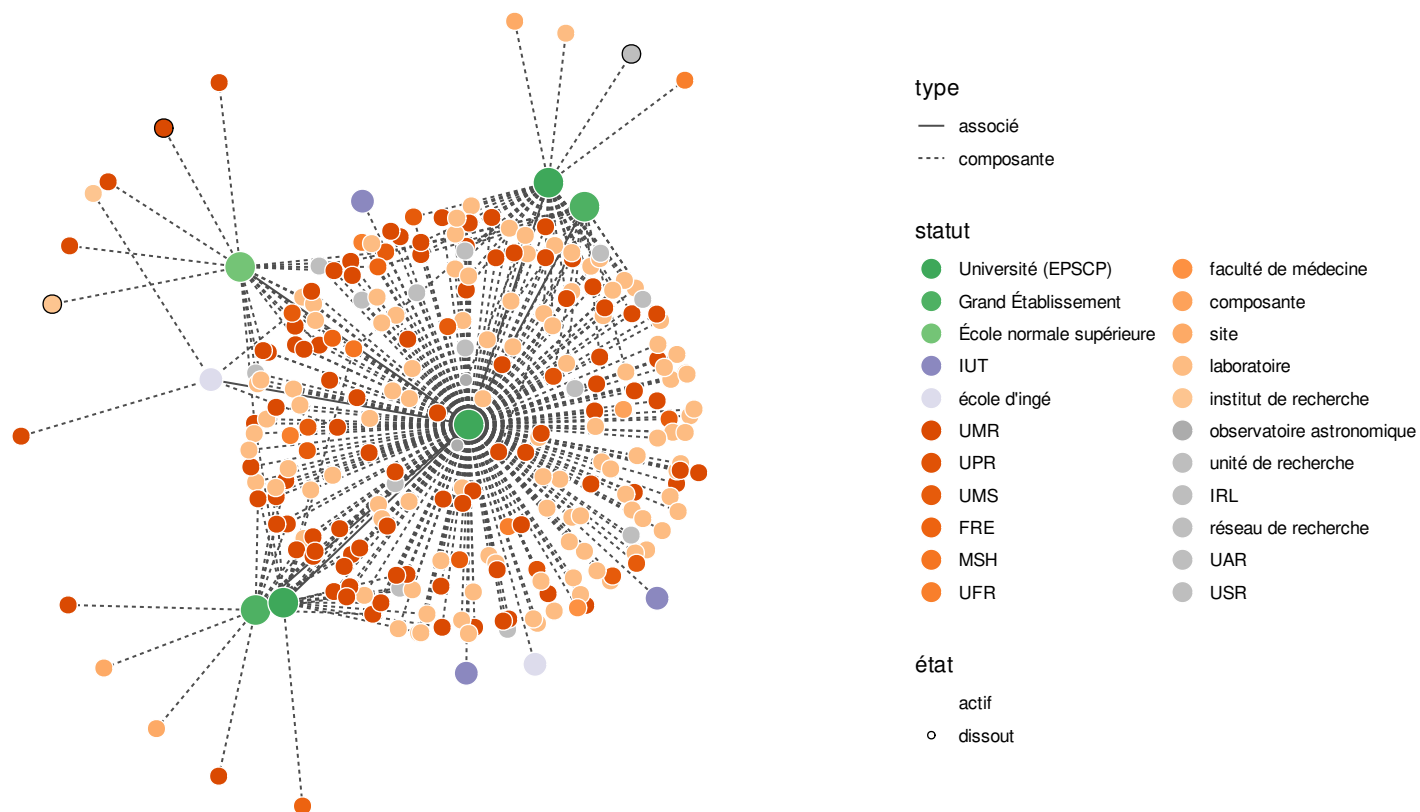 type
associé
composante
statut
Université (EPSCP)
Grand Établissement
École normale supérieure
IUT
école d'ingé
UMR
UPR
UMS
FRE
MSH
UFR
faculté de médecine
composante
site
laboratoire
institut de recherche
observatoire astronomique
unité de recherche
IRL
réseau de recherche
UAR
USR
état
actif
dissout